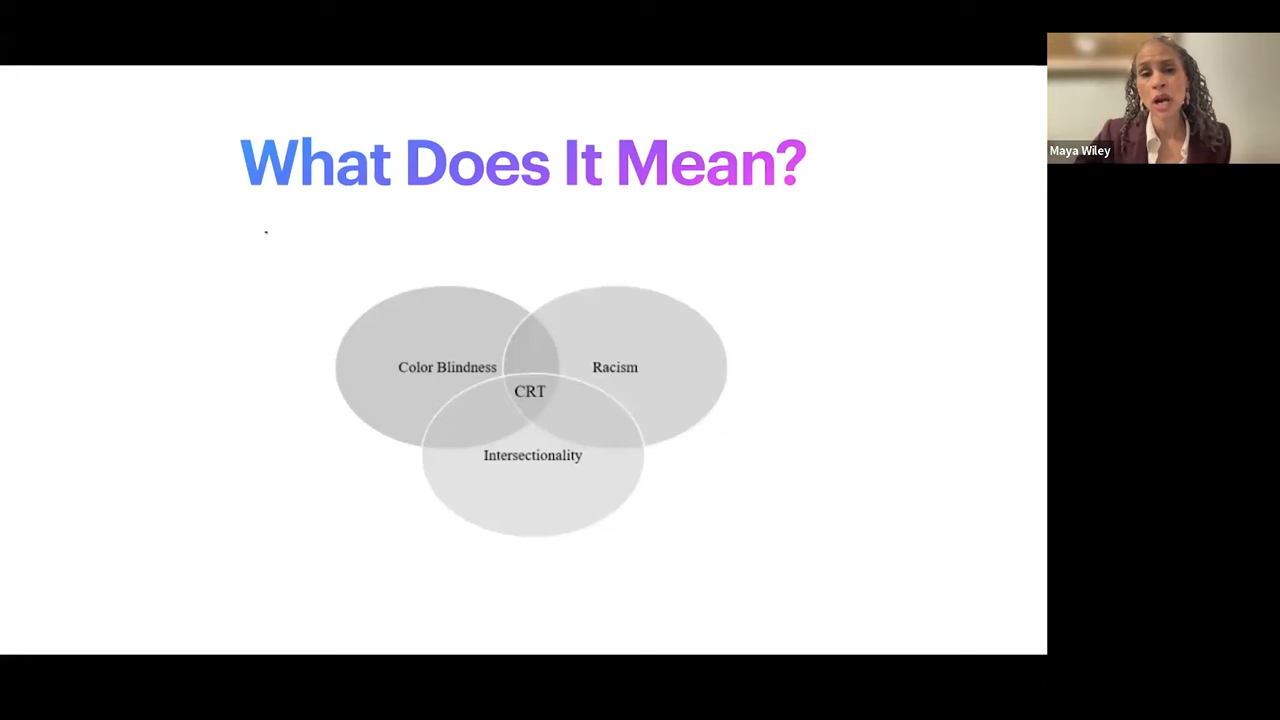 What Does It Mean?
Maya Wiley
Color Blindness
Racism
CRT
Intersectionality